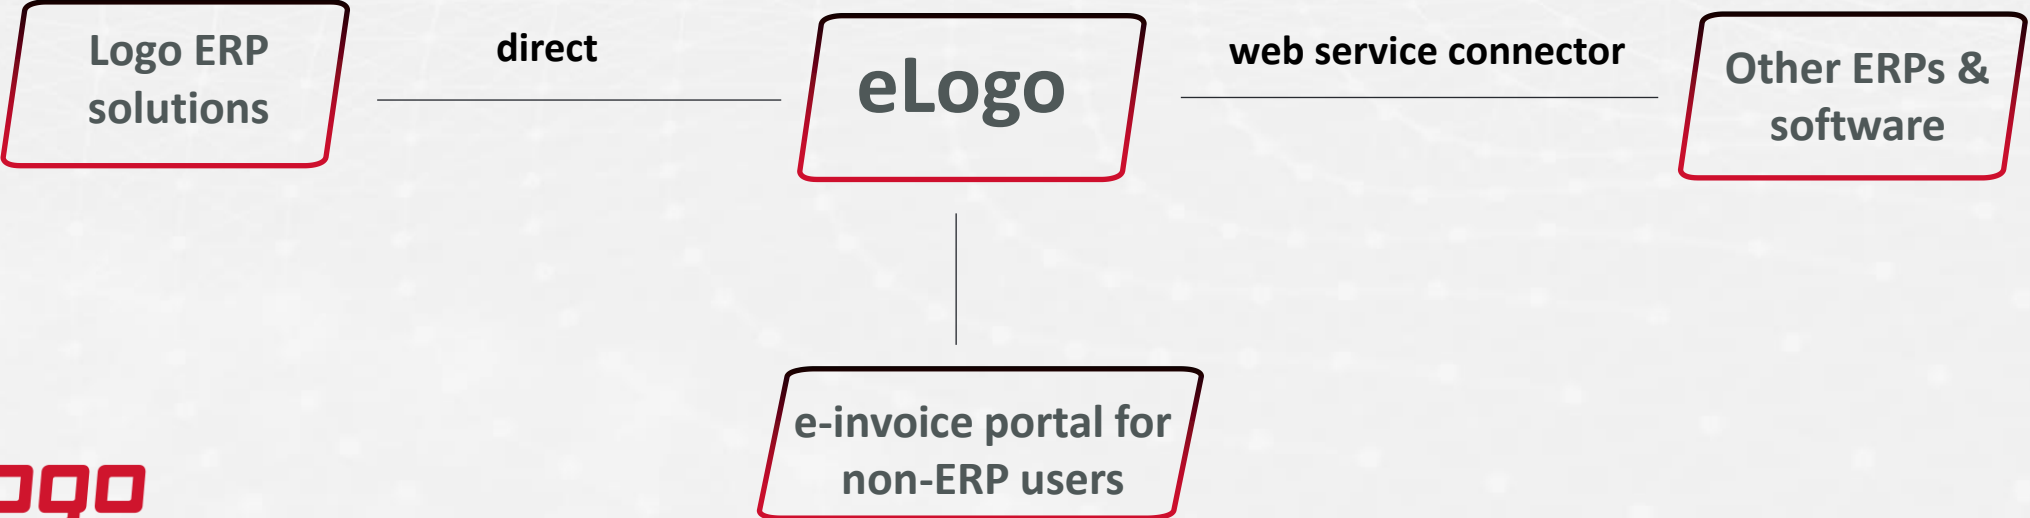 Logo ERP
solutions
direct
eLogo
web service connector
Other ERPs &
software
e-invoice portal for
non-ERP users